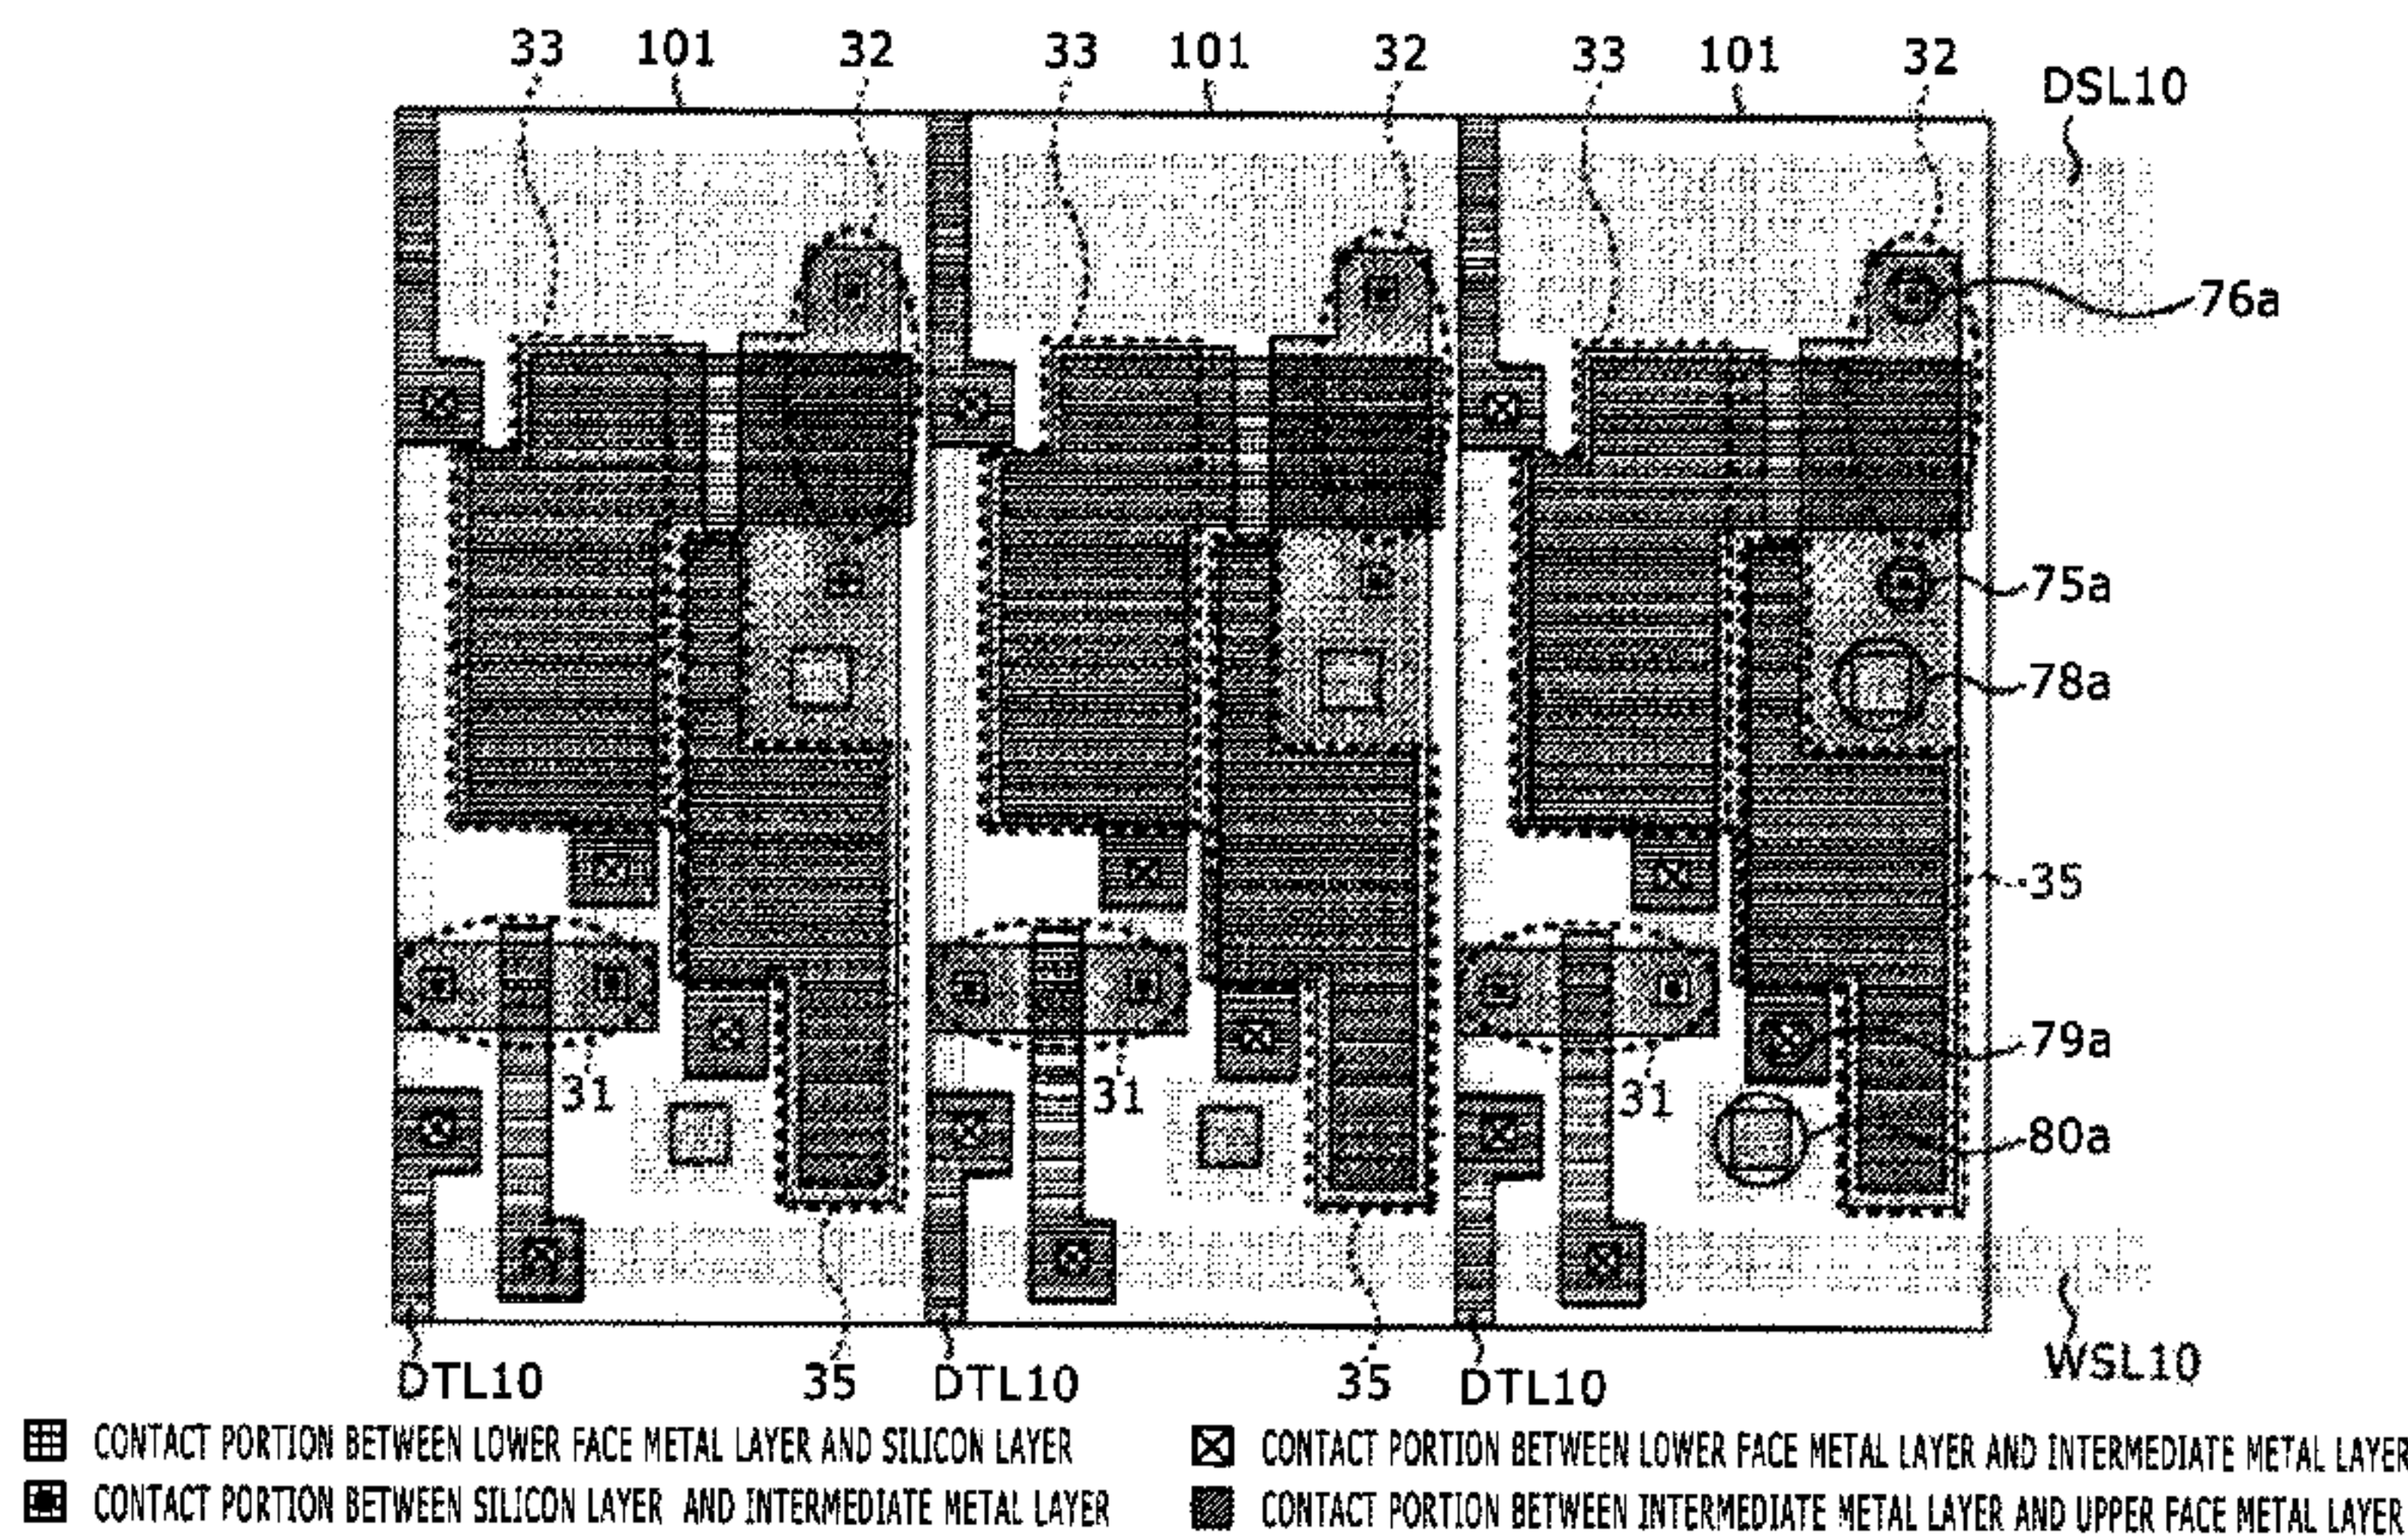 33 101 32 33 101 32 33 101 32
DSL10
76a
75a
78a
35
79a
31 31 31
80a
WSL10
DTL10 35 DTL10 35 DTL10
CONTACT PORTION BETWEEN LOWER FACE METAL LAYER AND SILICON LAYER
CONTACT PORTION BETWEEN LOWER FACE METAL LAYER AND INTERMEDIATE METAL LAYER
CONTACT PORTION BETWEEN SILICON LAYER AND INTERMEDIATE METAL LAYER
CONTACT PORTION BETWEEN INTERMEDIATE METAL LAYER AND UPPER FACE METAL LAYER